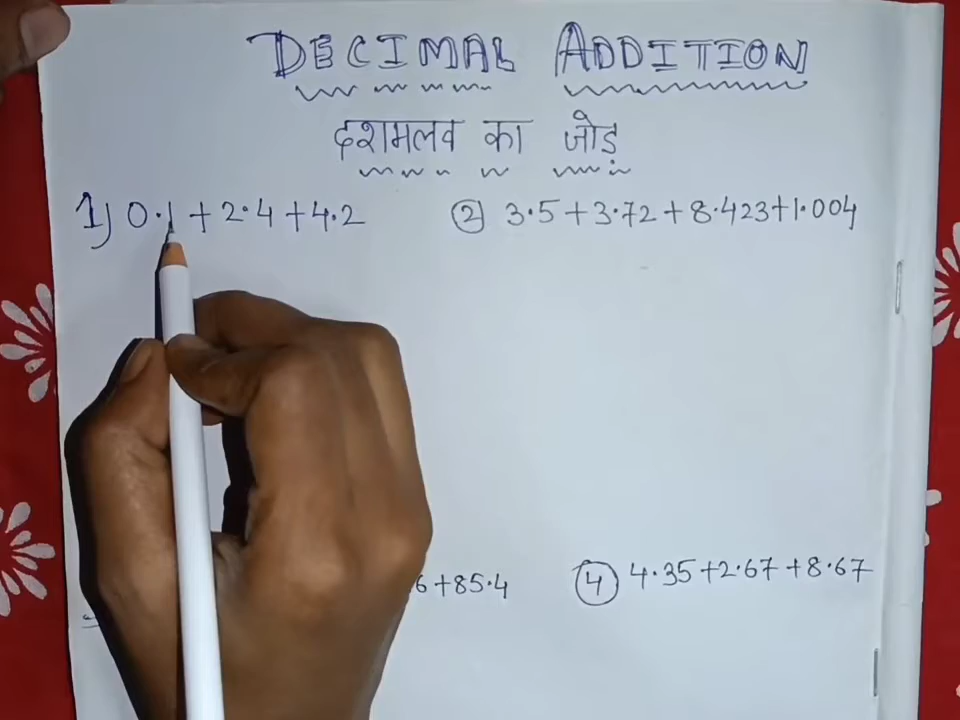 DECIMAL ADDITION
दशमलव का जोड़
1) 0.1 + 2.4 + 4.2
2 3.5 + 3.72 + 8.423 + 1.004
6 + 85.4
4 4.35 + 2.67 + 8.67